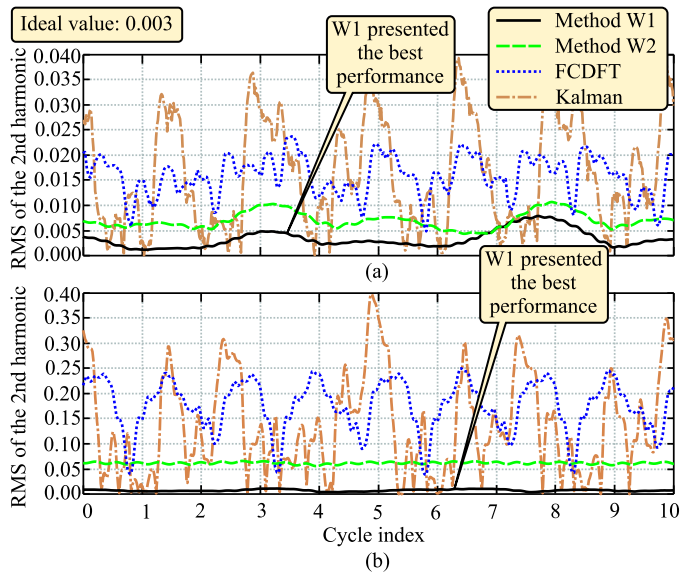 Ideal value: 0.003
W1 presented
the best
performance
Method W1
Method W2
FCDFT
Kalman
RMS of the 2nd harmonic
0.040
0.035
0.030
0.025
0.020
0.015
0.010
0.005
0.000
(a)
W1 presented
the best
performance
RMS of the 2nd harmonic
0.40
0.35
0.30
0.25
0.20
0.15
0.10
0.05
0.00
0 1 2 3 4 5 6 7 8 9 10
Cycle index
(b)